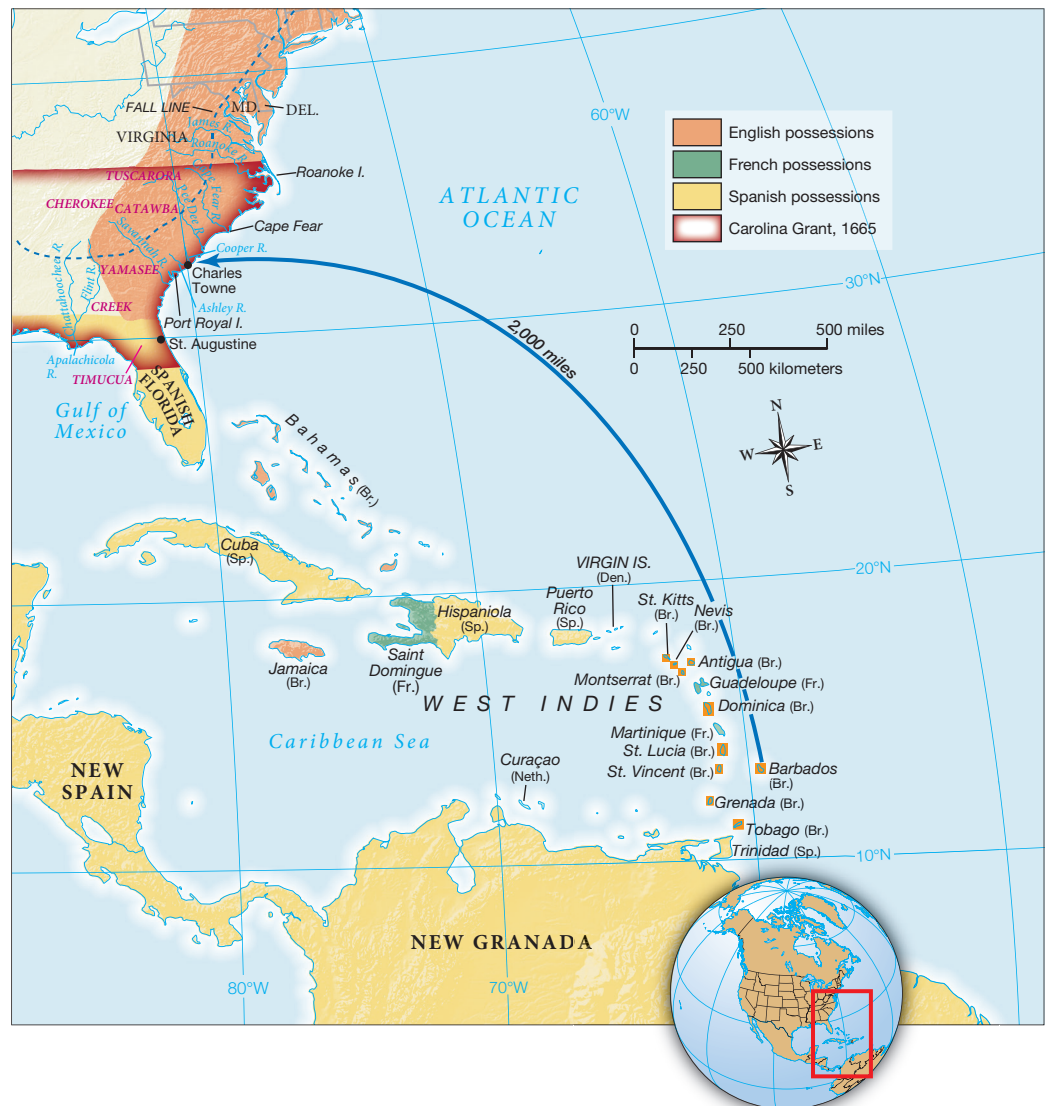 FALL LINE
MD.
DEL.
VIRGINIA
James R.
Roanoke R.
Roanoke I.
TUSCARORA
CHEROKEE
CATAWBA
Cape Fear R.
Pee Dee R.
Cape Fear
Savannah R.
Cooper R.
YAMASEE
Charles
Towne
Chattahoochee R.
Flint R.
Ashley R.
CREEK
Port Royal I.
St. Augustine
Apalachicola
R.
TIMUCUA
SPANISH
FLORIDA
Gulf of
Mexico
ATLANTIC
OCEAN
60°W
English possessions
French possessions
Spanish possessions
Carolina Grant, 1665
30°N
2,000 miles
0 250 500 miles
0 250 500 kilometers
N
W E
S
Bahamas (Br.)
Cuba
(Sp.)
20°N
VIRGIN IS.
(Den.)
Puerto
Rico
(Sp.)
St. Kitts
(Br.)
Nevis
(Br.)
Hispaniola
(Sp.)
Jamaica
(Br.)
Saint
Domingue
(Fr.)
Antigua (Br.)
Montserrat (Br.)
Guadeloupe (Fr.)
WEST INDIES
Dominica (Br.)
Martinique (Fr.)
Caribbean Sea
St. Lucia (Br.)
St. Vincent (Br.)
Barbados
(Br.)
Curaçao
(Neth.)
NEW
SPAIN
Grenada (Br.)
Tobago (Br.)
Trinidad (Sp.)
10°N
NEW GRANADA
80°W
70°W